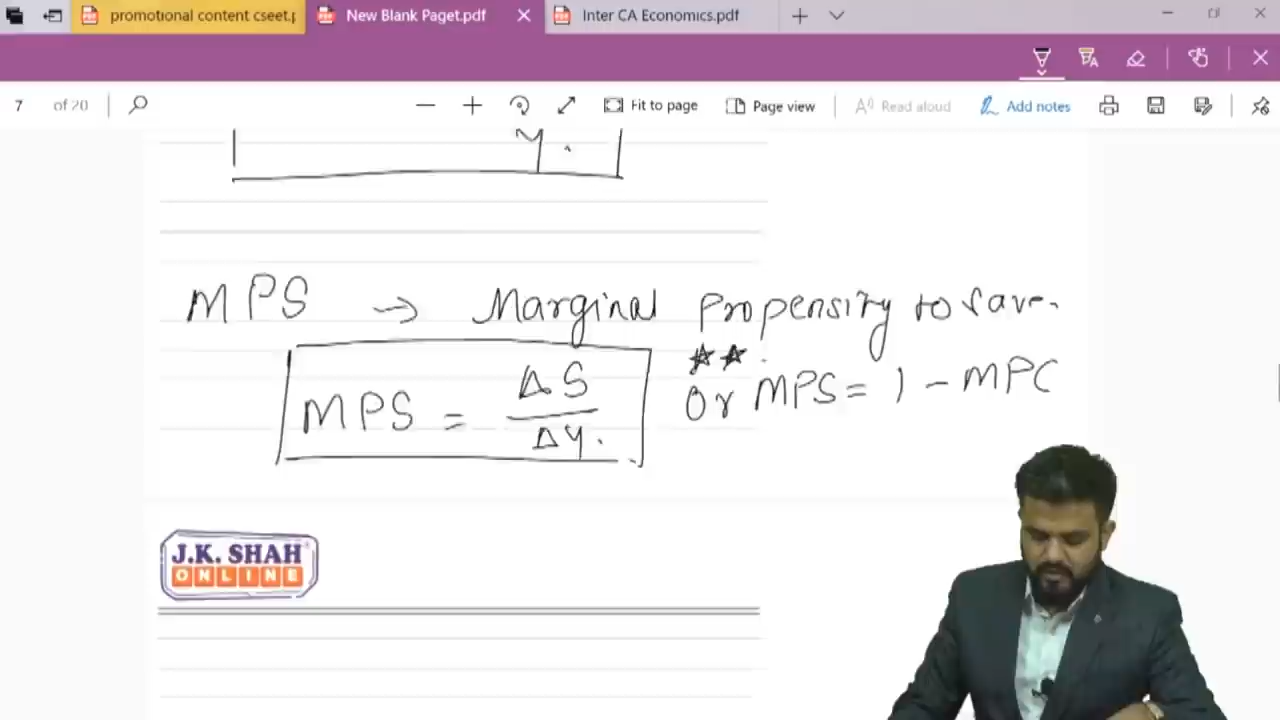 promotional content cseet.p
New Blank Paget.pdf
Inter CA Economics.pdf
7 of 20
Fit to page
Page view
Read aloud
Add notes
y.
MPS → Marginal Propensity to save.
MPS = ΔS / Δy.
Or MPS = 1 - MPC
J.K. SHAH
ONLINE